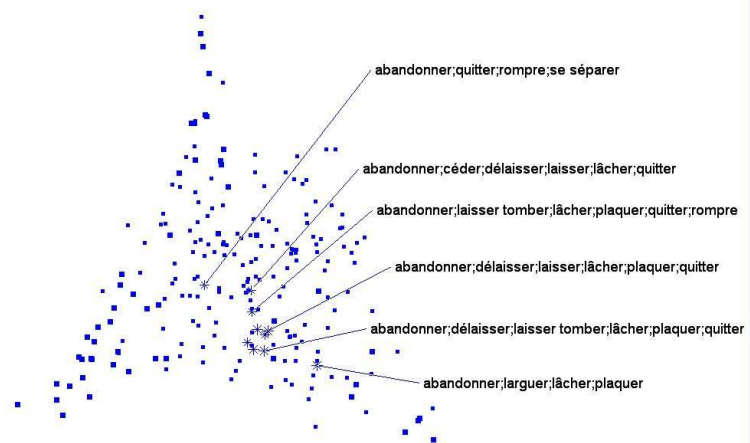 abandonner;quitter;rompre;se séparer
abandonner;céder;délaisser;laisser;lâcher;quitter
abandonner;laisser tomber;lâcher;plaquer;quitter;rompre
abandonner;délaisser;laisser;lâcher;plaquer;quitter
abandonner;délaisser;laisser tomber;lâcher;plaquer;quitter
abandonner;larguer;lâcher;plaquer